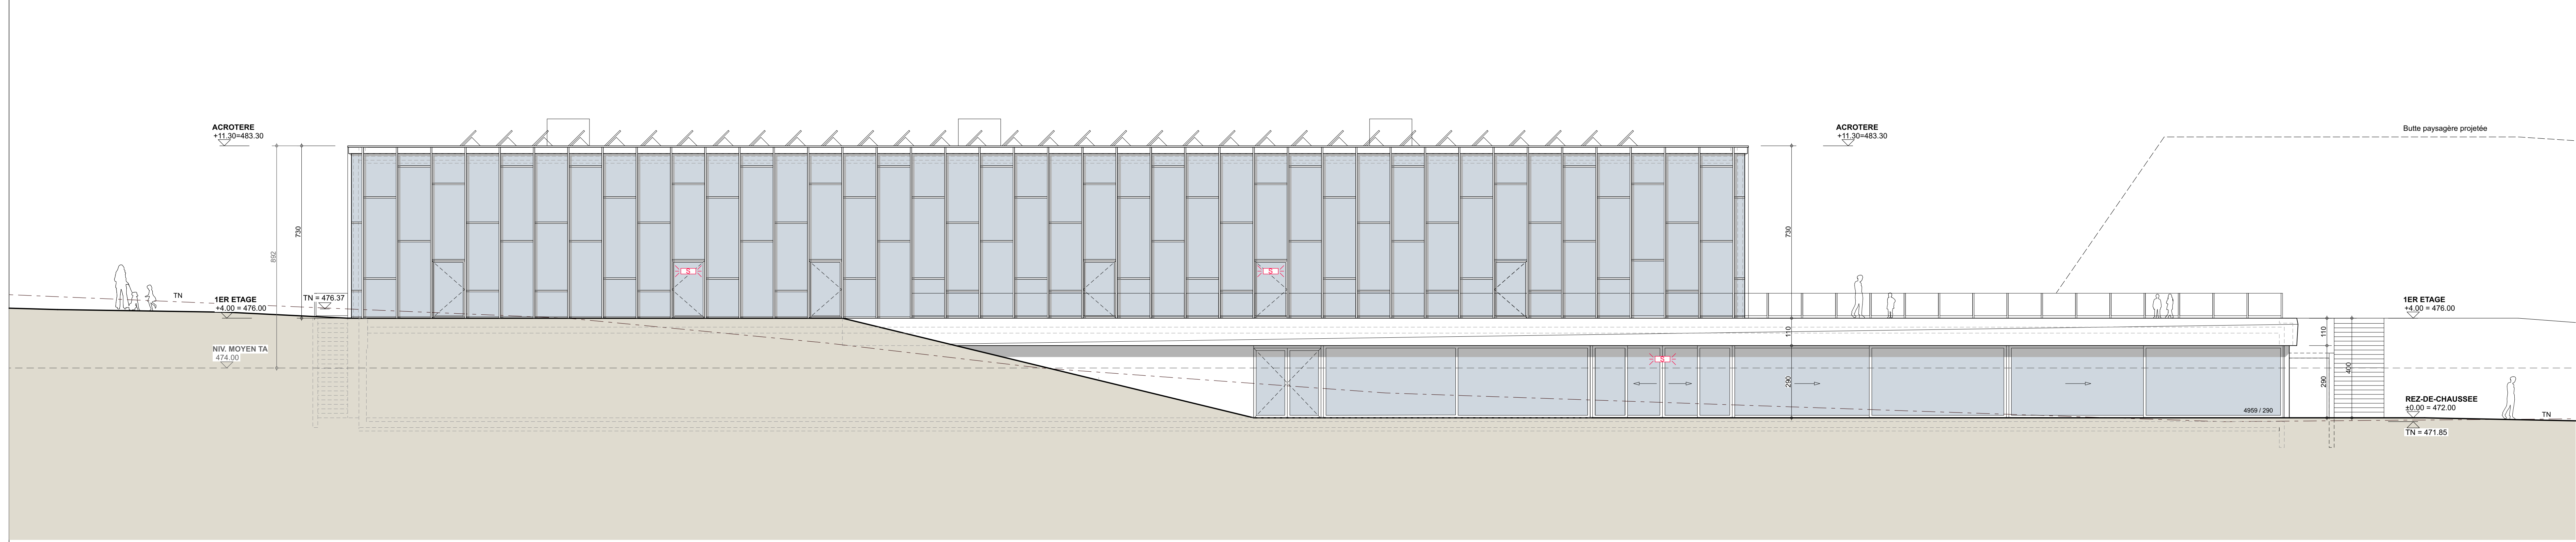 ACROTERE
+11.30=483.30
ACROTERE
+11.30=483.30
Butte paysagère projetée
730
892
730
S
S
TN
1ER ETAGE
+4.00 = 476.00
TN = 476.37
1ER ETAGE
+4.00 = 476.00
110
110
NIV. MOYEN TA
474.00
S
400
290
290
REZ-DE-CHAUSSEE
±0.00 = 472.00
4959 / 290
TN
TN = 471.85